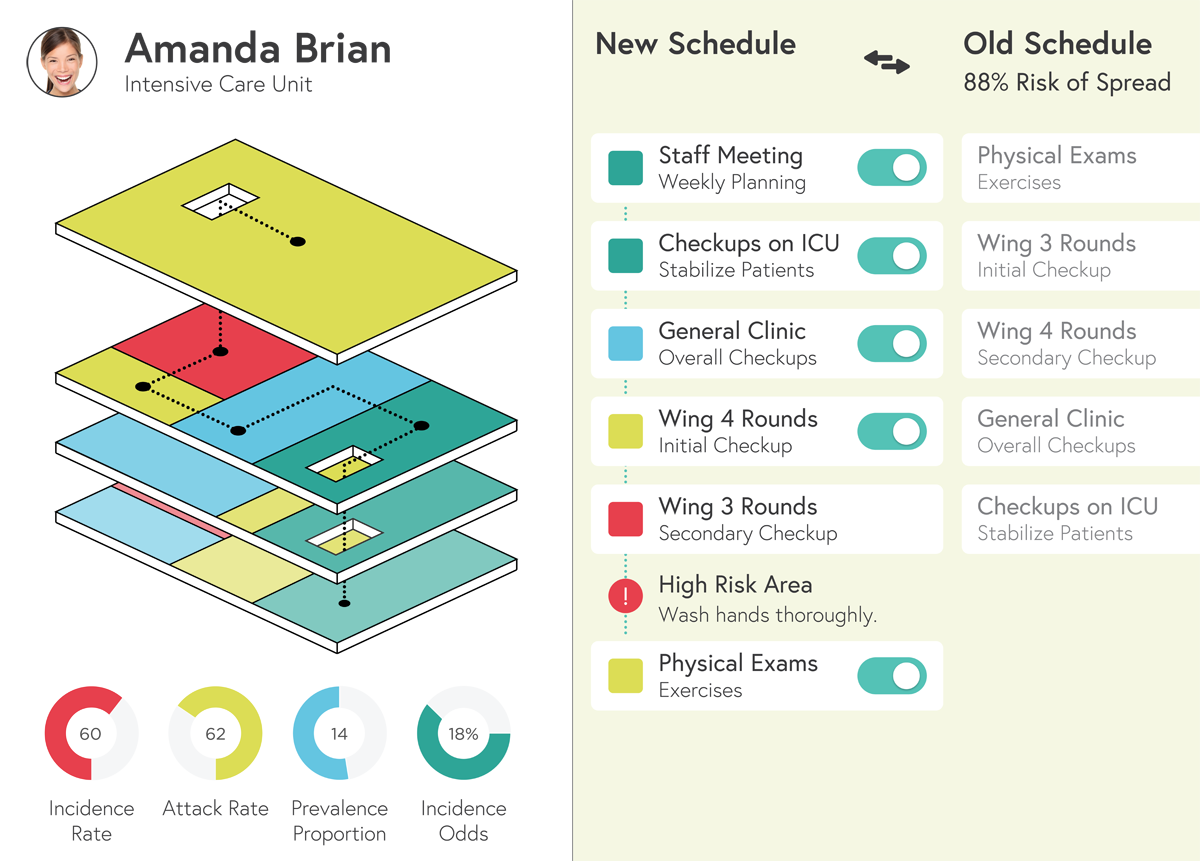 Amanda Brian
Intensive Care Unit
60
Incidence
Rate
62
Attack Rate
14
Prevalence
Proportion
18%
Incidence
Odds
New Schedule
Staff Meeting
Weekly Planning
Checkups on ICU
Stabilize Patients
General Clinic
Overall Checkups
Wing 4 Rounds
Initial Checkup
Wing 3 Rounds
Secondary Checkup
!
High Risk Area
Wash hands thoroughly.
Physical Exams
Exercises
Old Schedule
88% Risk of Spread
Physical Exams
Exercises
Wing 3 Rounds
Initial Checkup
Wing 4 Rounds
Secondary Checkup
General Clinic
Overall Checkups
Checkups on ICU
Stabilize Patients